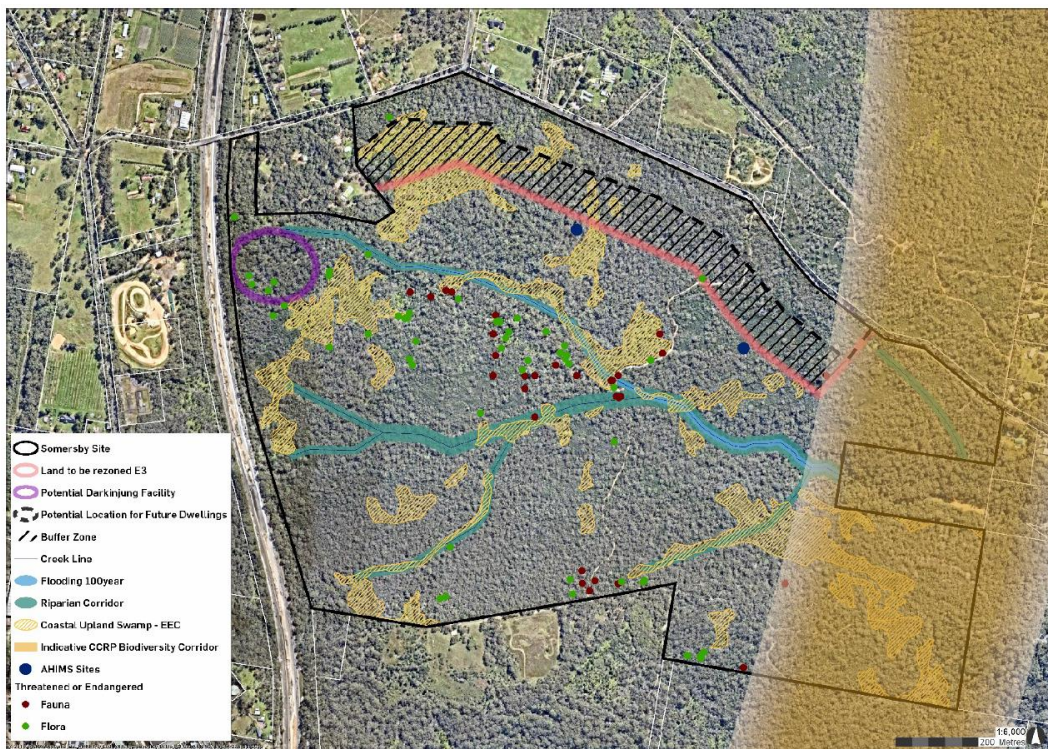 Somersby Site
Land to be rezoned E3
Potential Darkinjung Facility
Potential Location for Future Dwellings
Buffer Zone
Creek Line
Flooding 100year
Riparian Corridor
Coastal Upland Swamp - EEC
Indicative CCRP Biodiversity Corridor
AHIMS Sites
Threatened or Endangered
Fauna
Flora
1:6,000
200 Metres